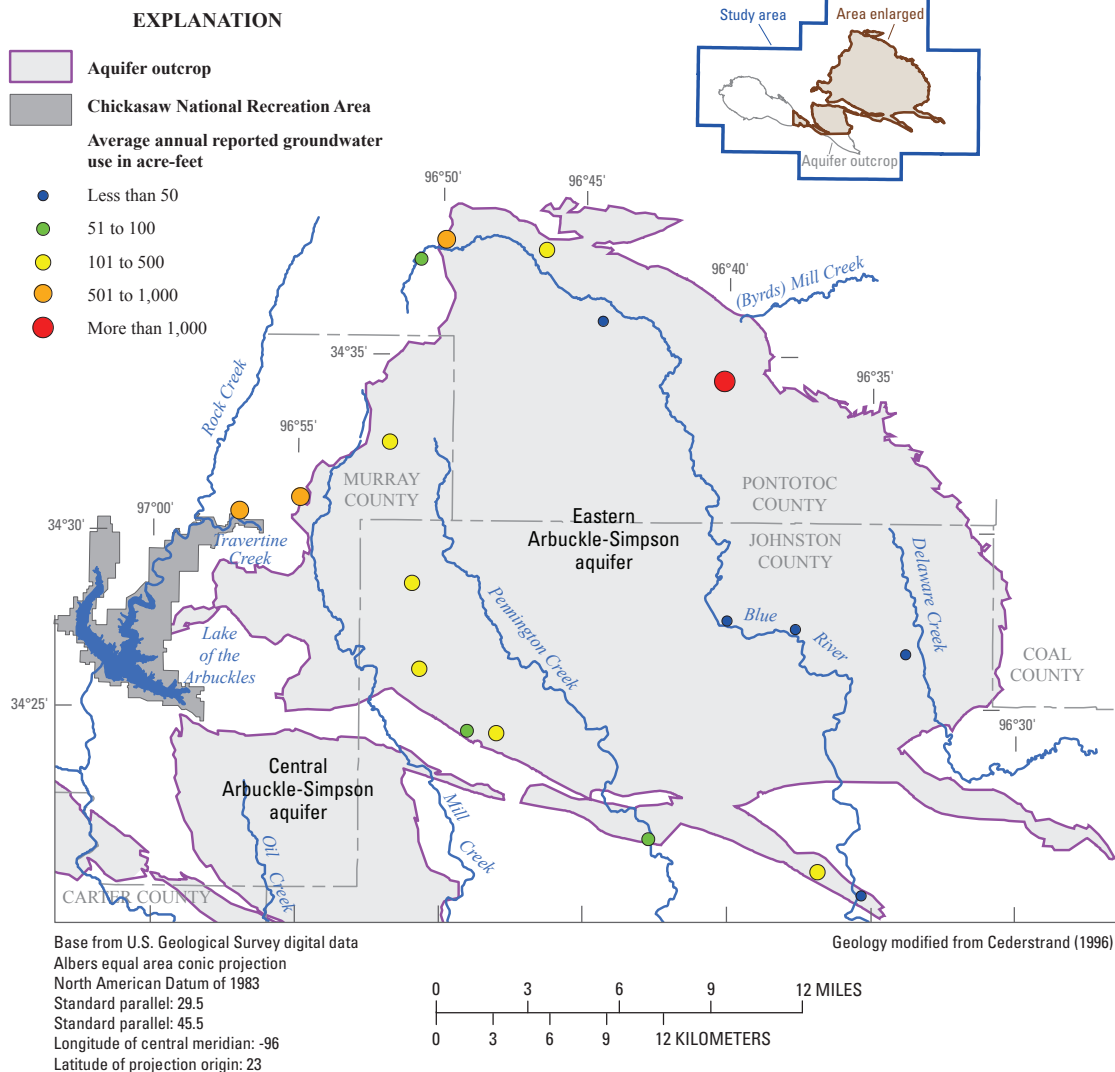 EXPLANATION
Aquifer outcrop
Chickasaw National Recreation Area
Average annual reported groundwater
use in acre-feet
Less than 50
51 to 100
101 to 500
501 to 1,000
More than 1,000
Study area
Area enlarged
Aquifer outcrop
96°50'
96°45'
96°40'
(Byrds) Mill Creek
34°35'
96°35'
Rock Creek
96°55'
MURRAY
COUNTY
PONTOTOC
COUNTY
97°00'
34°30'
Travertine
Creek
Eastern
Arbuckle-Simpson
aquifer
JOHNSTON
COUNTY
Delaware Creek
Pennington Creek
Blue
River
Lake
of the
Arbuckles
COAL
COUNTY
34°25'
96°30'
Central
Arbuckle-Simpson
aquifer
Mill
Creek
Oil
Creek
CARTER COUNTY
Base from U.S. Geological Survey digital data
Albers equal area conic projection
North American Datum of 1983
Standard parallel: 29.5
Standard parallel: 45.5
Longitude of central meridian: -96
Latitude of projection origin: 23
Geology modified from Cederstrand (1996)
0 3 6 9 12 MILES
0 3 6 9 12 KILOMETERS